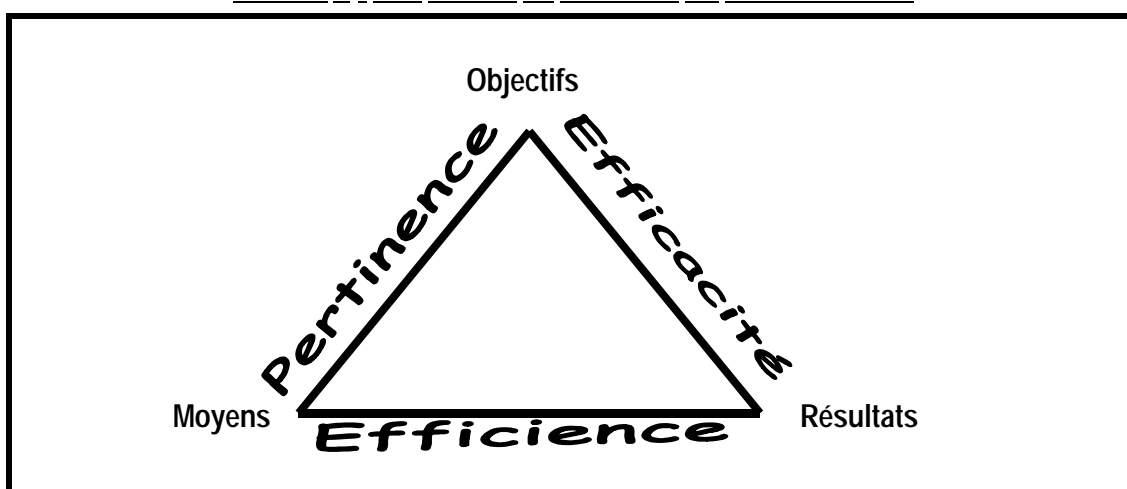 Objectifs
Pertinence
Efficacité
Moyens
Résultats
Efficience